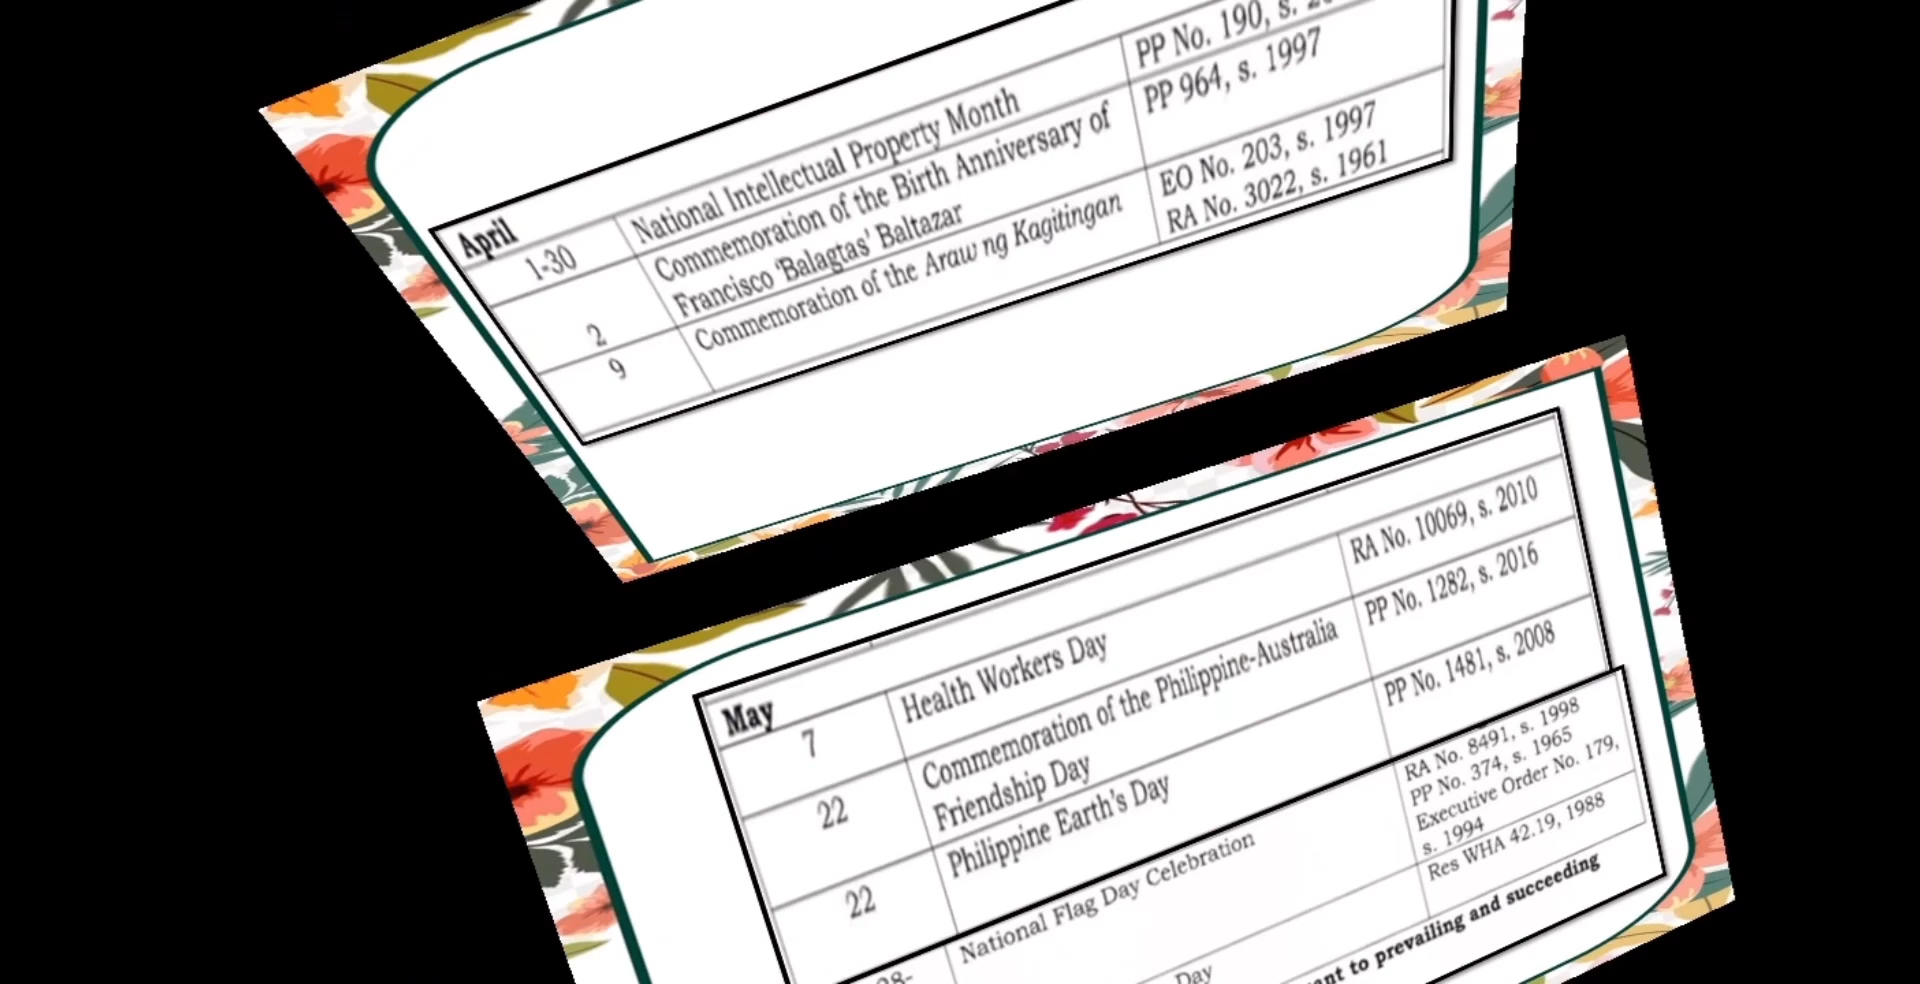 April
1-30 National Intellectual Property Month PP No. 190, s.
2 Commemoration of the Birth Anniversary of PP 964, s. 1997
Francisco 'Balagtas' Baltazar
9 Commemoration of the Araw ng Kagitingan EO No. 203, s. 1997
RA No. 3022, s. 1961
May
7 Health Workers Day RA No. 10069, s. 2010
22 Commemoration of the Philippine-Australia PP No. 1282, s. 2016
Friendship Day
22 Philippine Earth's Day PP No. 1481, s. 2008
28- National Flag Day Celebration RA No. 8491, s. 1998
PP No. 374, s. 1965
Executive Order No. 179,
s. 1994
Day Res WHA 42.19, 1988
to prevailing and succeeding